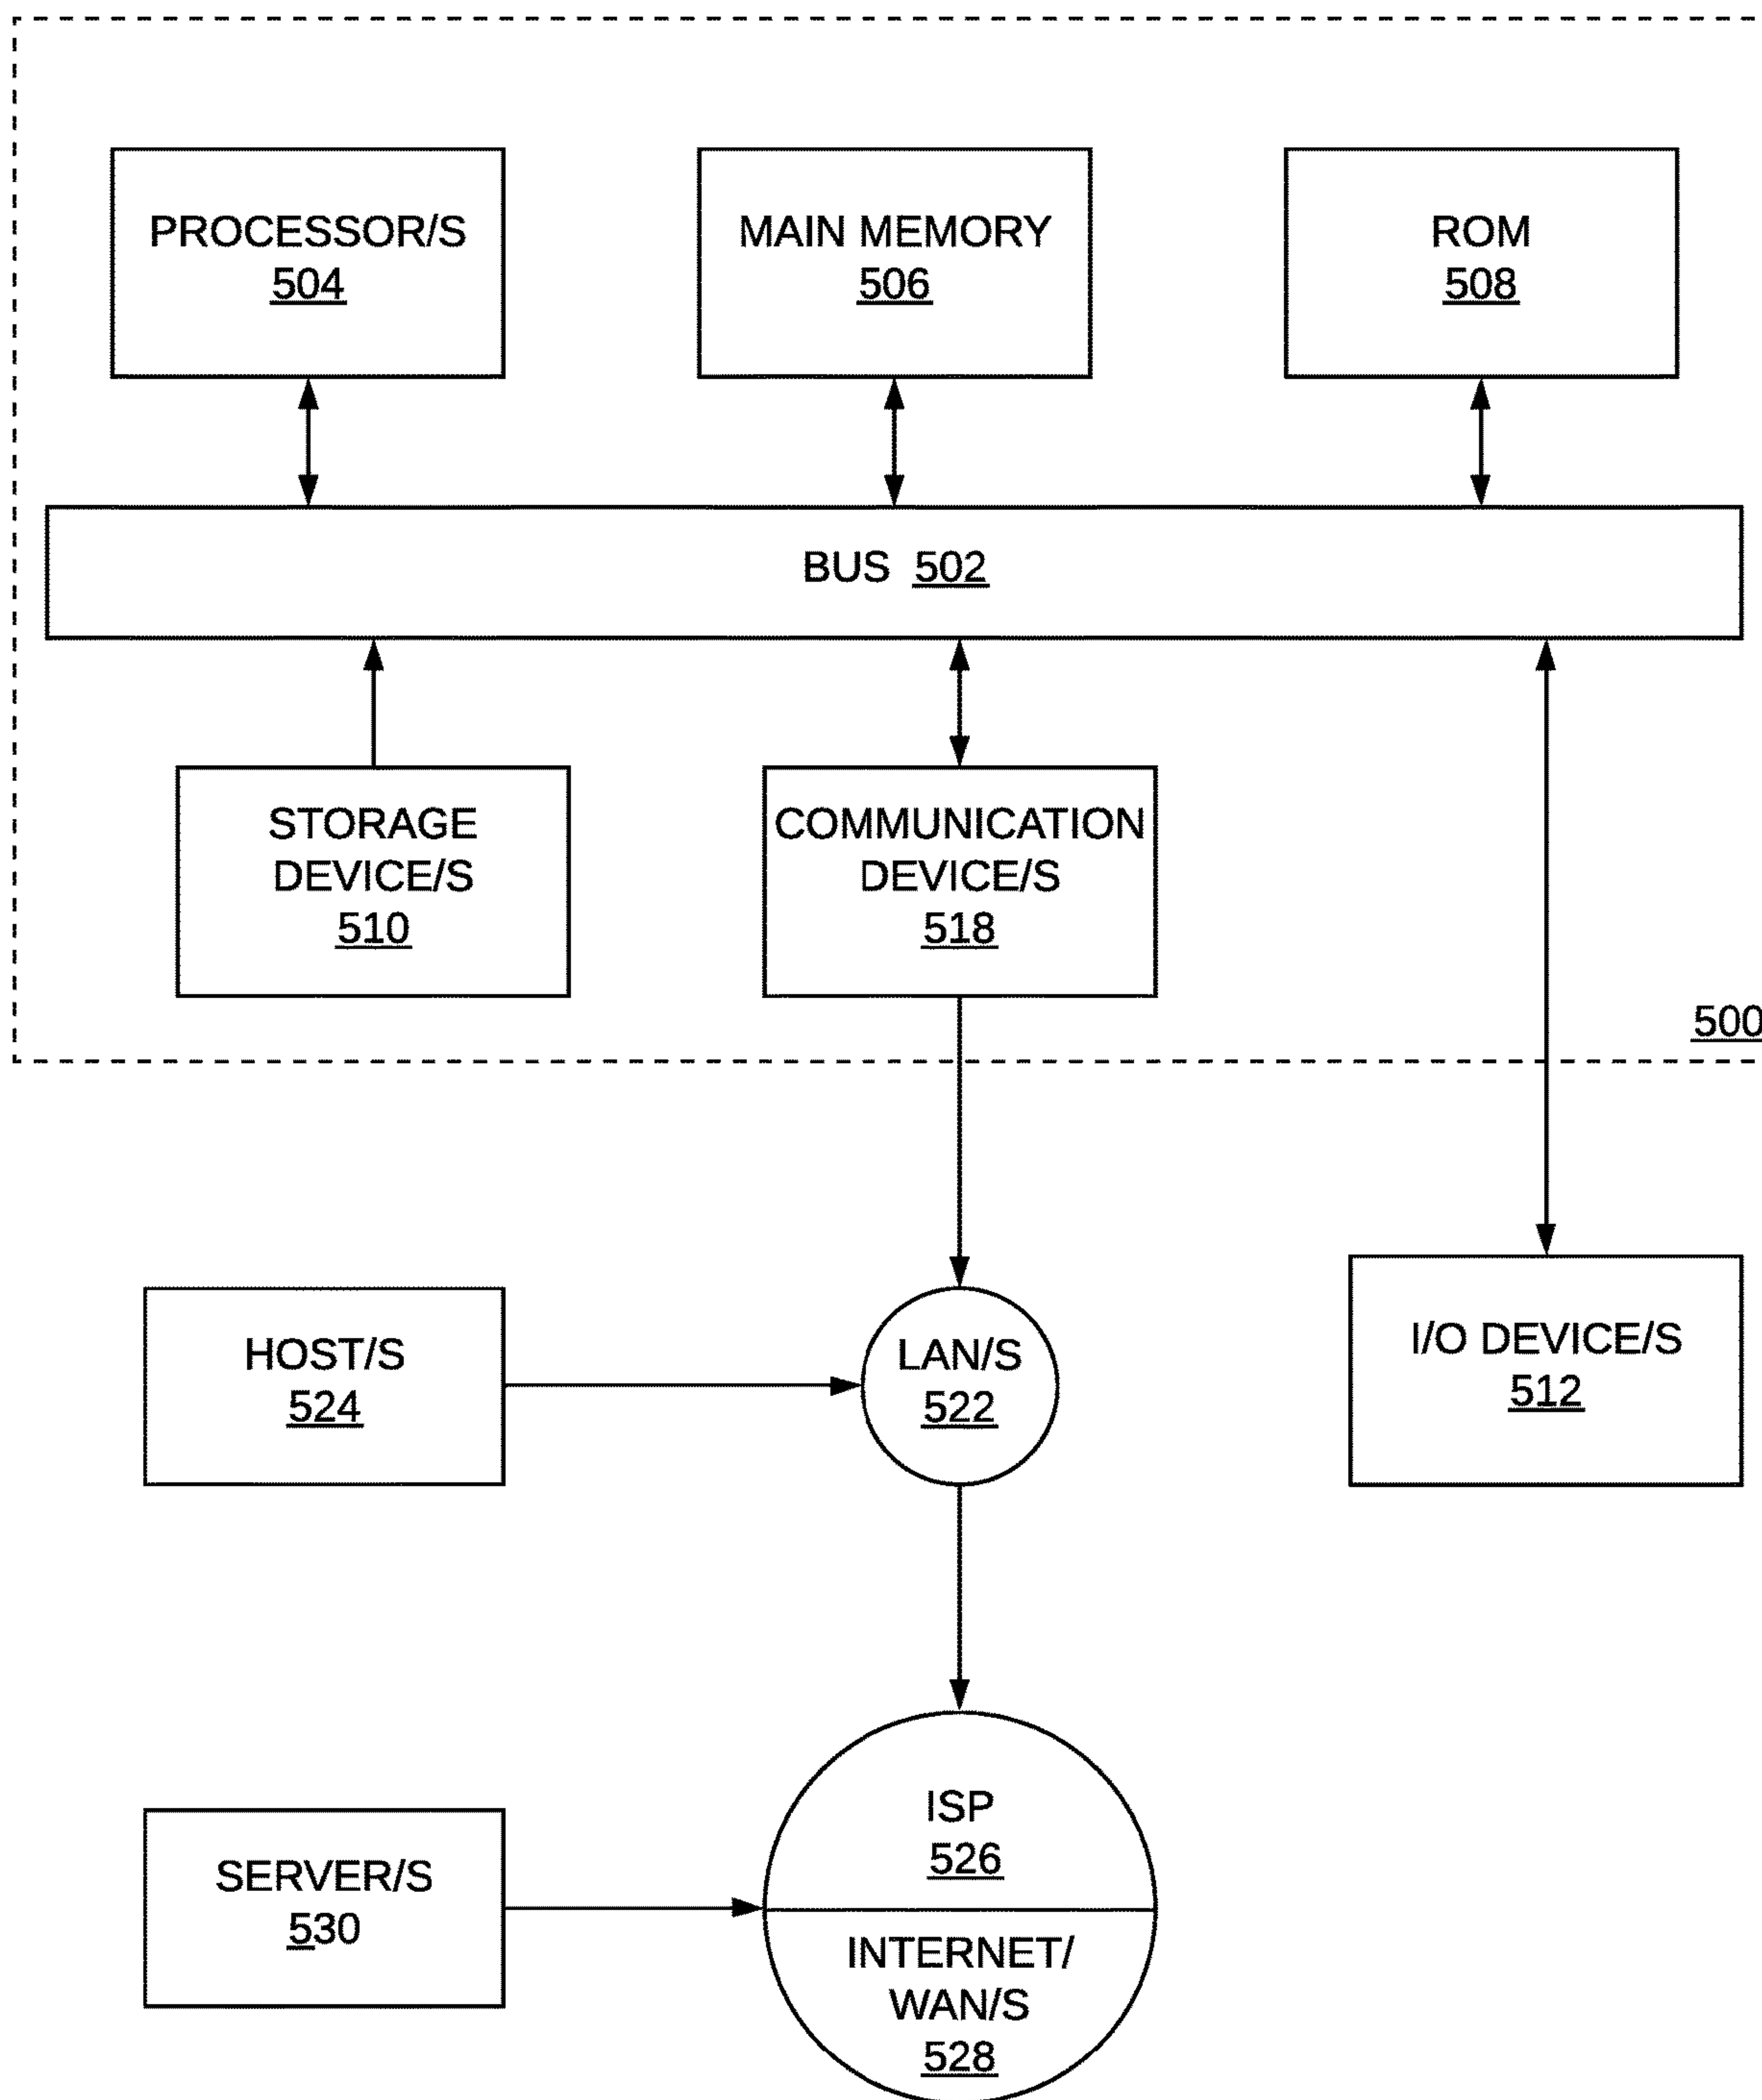 PROCESSOR/S
504
MAIN MEMORY
506
ROM
508
BUS 502
STORAGE
DEVICE/S
510
COMMUNICATION
DEVICE/S
518
500
HOST/S
524
LAN/S
522
I/O DEVICE/S
512
ISP
526
SERVER/S
530
INTERNET/
WAN/S
528